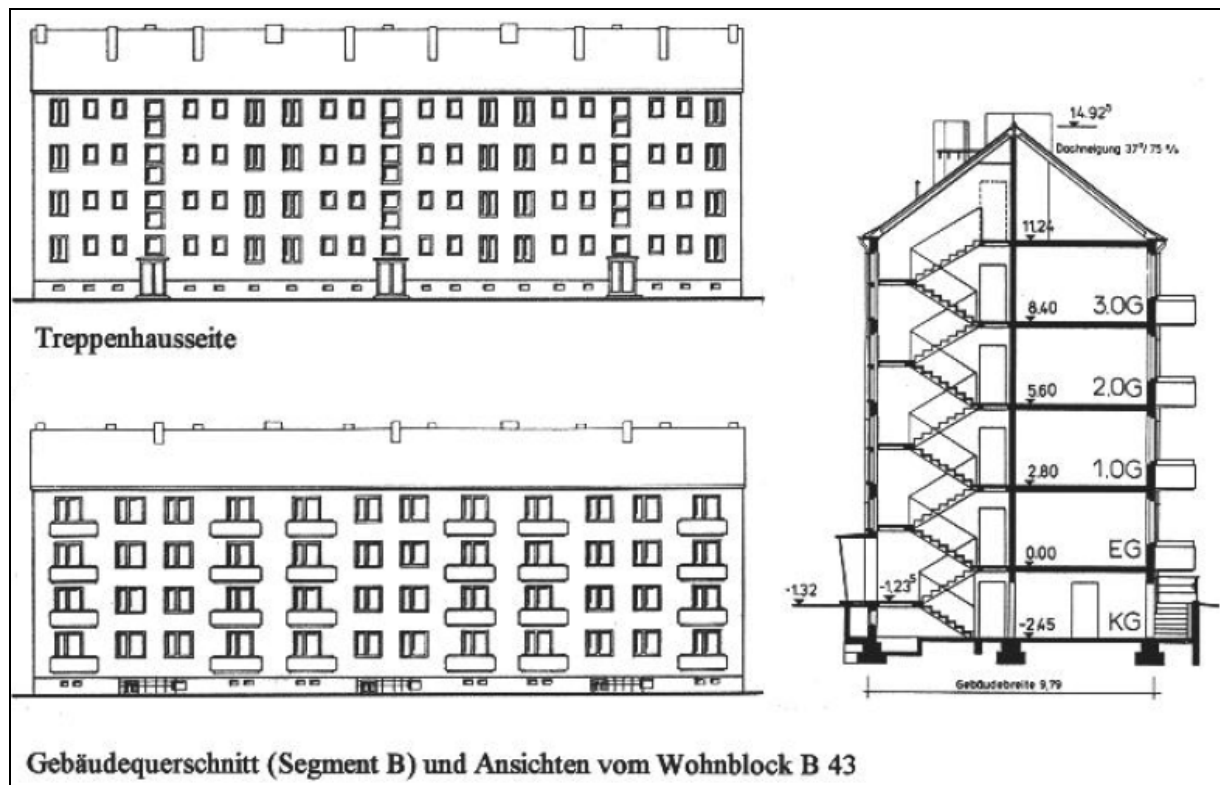 Treppenhausseite
14.92⁵
Dachneigung 37°/ 75 %
11,24
8.40 3.OG
5.60 2.OG
2.80 1.OG
0.00 EG
-1.32 -1,23⁵
-2.45 KG
Gebäudebreite 9,79
Gebäudequerschnitt (Segment B) und Ansichten vom Wohnblock B 43